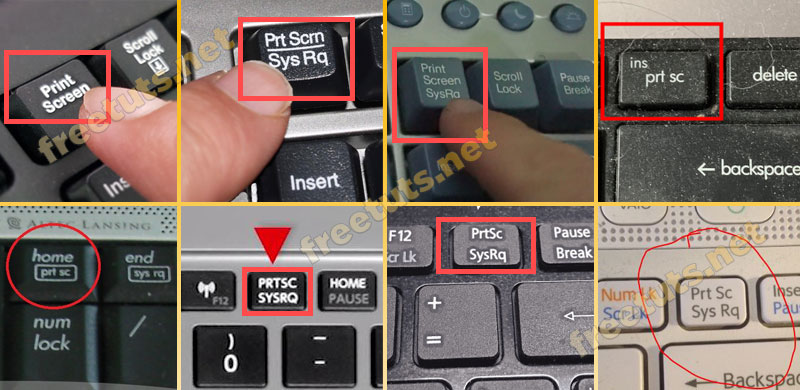 Print
Screen
Scroll
Lock
Ins
freetuts.net
Prt Scrn
Sys Rq
Insert
Print
Screen
SysRq
Scroll
Lock
Pause
Break
freetuts.net
ins
prt sc
delete
← backspace
ALTEC LANSING
home
prt sc
end
sys rq
num
lock
/
F12
PRTSC
SYSRQ
HOME
PAUSE
)
0
_
-
freetuts.net
F12
cr Lk
PrtSc
SysRq
Pause
Break
+
=
←
VAIO
Num Lk
Scr Lk
Prt Sc
Sys Rq
Inse
Pau
← Backspac
freetuts.net